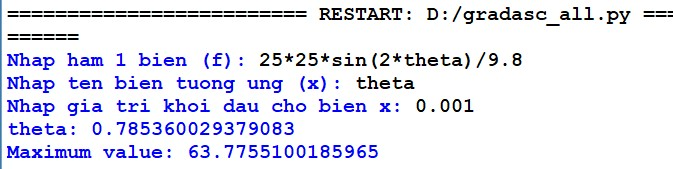 ========================= RESTART: D:/gradasc_all.py ===
======
Nhap ham 1 bien (f): 25*25*sin(2*theta)/9.8
Nhap ten bien tuong ung (x): theta
Nhap gia tri khoi dau cho bien x: 0.001
theta: 0.785360029379083
Maximum value: 63.7755100185965